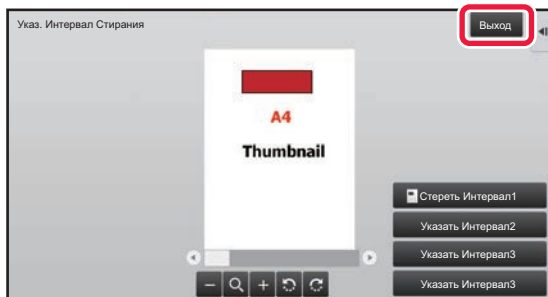 Указ. Интервал Стирания
Выход
A4
Thumbnail
Стереть Интервал1
Указать Интервал2
Указать Интервал3
Указать Интервал3